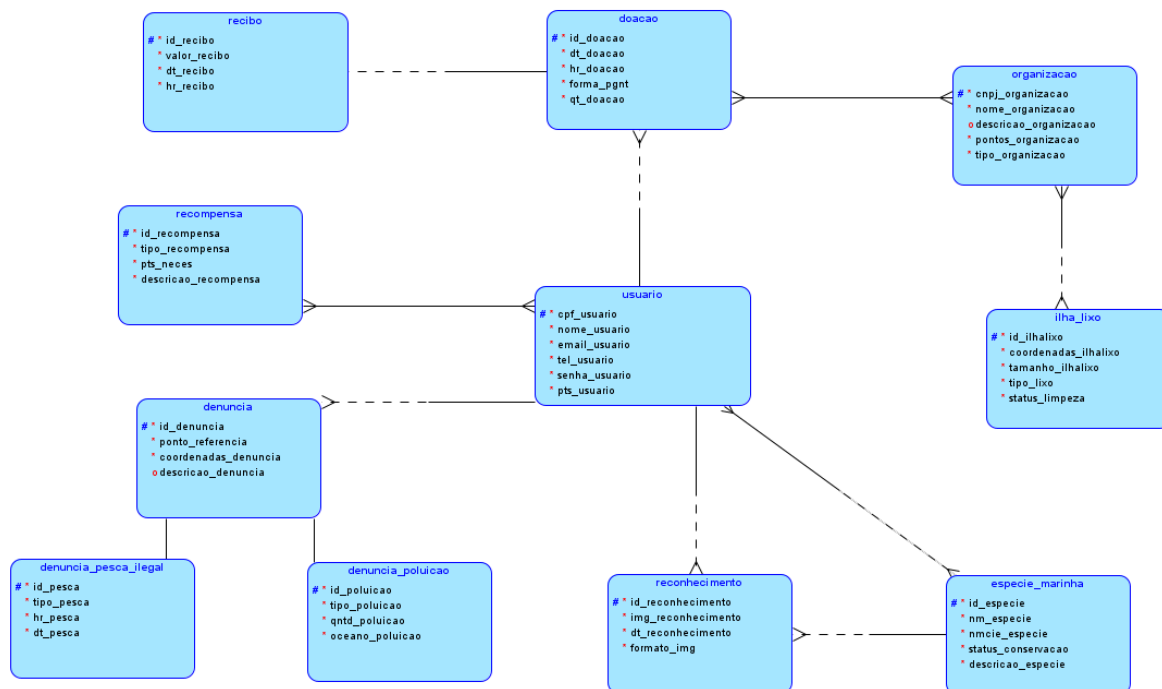 recibo
# * id_recibo
* valor_recibo
* dt_recibo
* hr_recibo
doacao
# * id_doacao
* dt_doacao
* hr_doacao
* forma_pgnt
* qt_doacao
organizacao
# * cnpj_organizacao
* nome_organizacao
o descricao_organizacao
* pontos_organizacao
* tipo_organizacao
recompensa
# * id_recompensa
* tipo_recompensa
* pts_neces
* descricao_recompensa
usuario
# * cpf_usuario
* nome_usuario
* email_usuario
* tel_usuario
* senha_usuario
* pts_usuario
ilha_lixo
# * id_ilhalixo
* coordenadas_ilhalixo
* tamanho_ilhalixo
* tipo_lixo
* status_limpeza
denuncia
# * id_denuncia
* ponto_referencia
* coordenadas_denuncia
o descricao_denuncia
denuncia_pesca_ilegal
# * id_pesca
* tipo_pesca
* hr_pesca
* dt_pesca
denuncia_poluicao
# * id_poluicao
* tipo_poluicao
* qntd_poluicao
* oceano_poluicao
reconhecimento
# * id_reconhecimento
* img_reconhecimento
* dt_reconhecimento
* formato_img
especie_marinha
# * id_especie
* nm_especie
* nmcie_especie
* status_conservacao
* descricao_especie